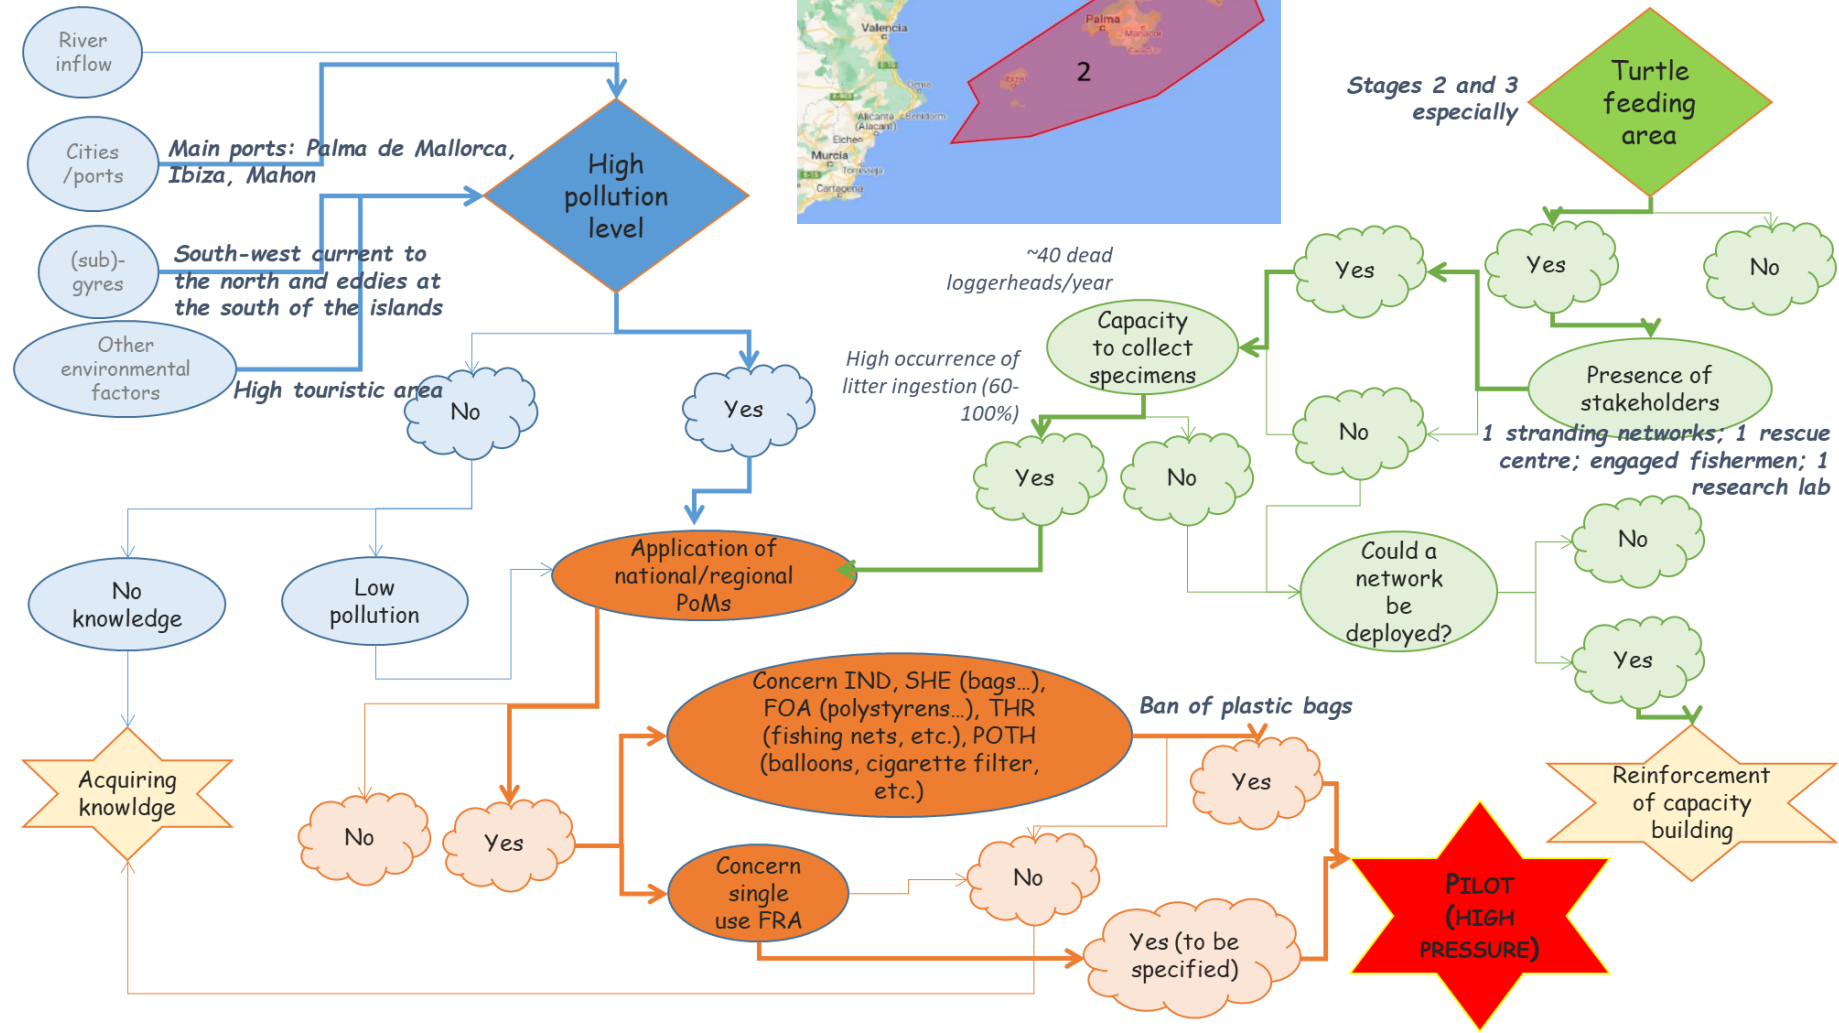 River
inflow
Cities
/ports
Main ports: Palma de Mallorca,
Ibiza, Mahon
(sub)-
gyres
South-west current to
the north and eddies at
the south of the islands
Other
environmental
factors
High touristic area
High
pollution
level
No
Yes
No
knowledge
Low
pollution
Acquiring
knowldge
Application of
national/regional
PoMs
No
Yes
Concern IND, SHE (bags…),
FOA (polystyrens…), THR
(fishing nets, etc.), POTH
(balloons, cigarette filter,
etc.)
Concern
single
use FRA
Ban of plastic bags
Yes
No
Yes (to be
specified)
PILOT
(HIGH
PRESSURE)
Valencia
Denia
Benidorm
Alicante
(Alacant)
Elche
Murcia
Torrevieja
Cartagena
Palma
Manacor
Ibiza
2
Stages 2 and 3
especially
Turtle
feeding
area
Yes
No
Presence of
stakeholders
1 stranding networks; 1 rescue
centre; engaged fishermen; 1
research lab
Yes
No
~40 dead
loggerheads/year
Capacity
to collect
specimens
High occurrence of
litter ingestion (60-
100%)
Yes
No
Could a
network
be
deployed?
No
Yes
Reinforcement
of capacity
building